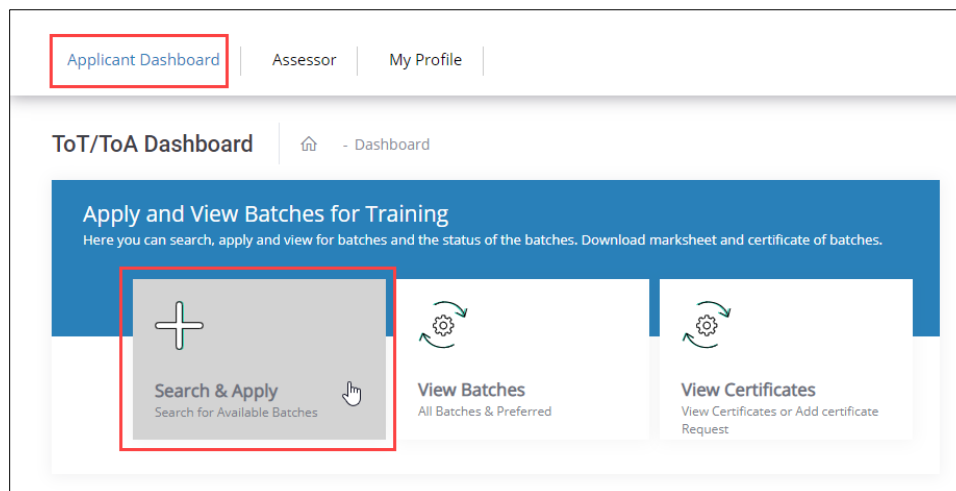 Applicant Dashboard Assessor My Profile
ToT/ToA Dashboard - Dashboard
Apply and View Batches for Training
Here you can search, apply and view for batches and the status of the batches. Download marksheet and certificate of batches.
Search & Apply
Search for Available Batches
View Batches
All Batches & Preferred
View Certificates
View Certificates or Add certificate
Request